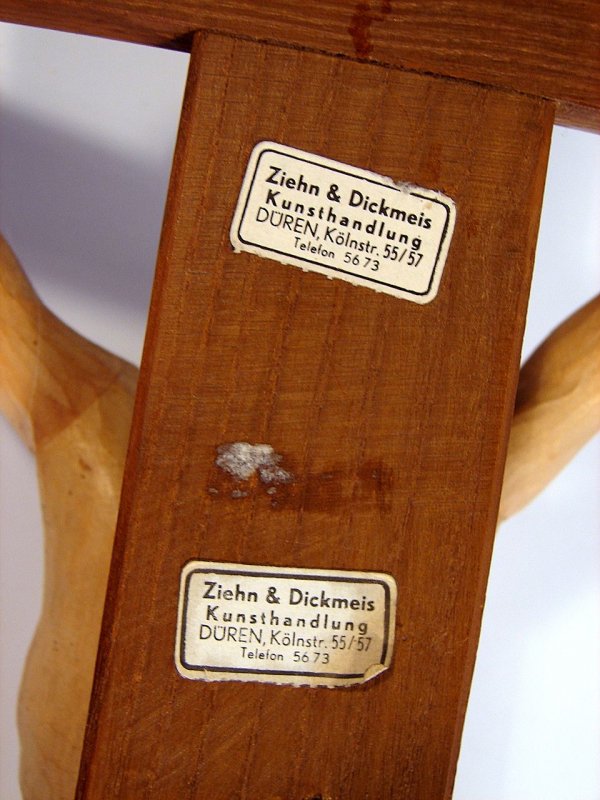 Ziehn & Dickmeis
Kunsthandlung
DÜREN, Kölnstr. 55/57
Telefon 56 73
Ziehn & Dickmeis
Kunsthandlung
DÜREN, Kölnstr. 55/57
Telefon 56 73